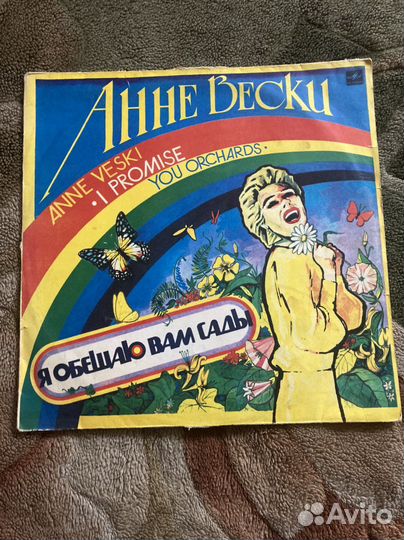 Анне Вески
ANNE VESKI
• I PROMISE
YOU ORCHARDS •
Я ОБЕЩАЮ ВАМ САДЫ
Avito